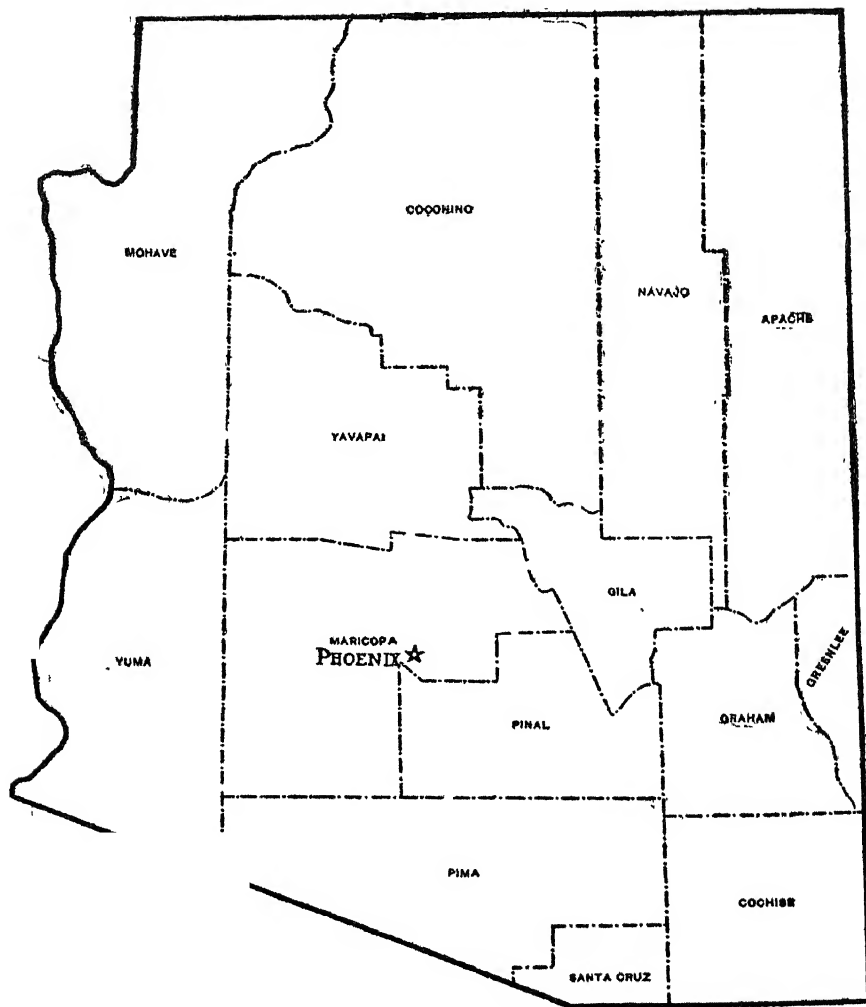 COCONINO
MOHAVE
NAVAJO
APACHE
YAVAPAI
GILA
MARICOPA
PHOENIX
YUMA
GREENLEE
GRAHAM
PINAL
PIMA
COCHISE
SANTA CRUZ